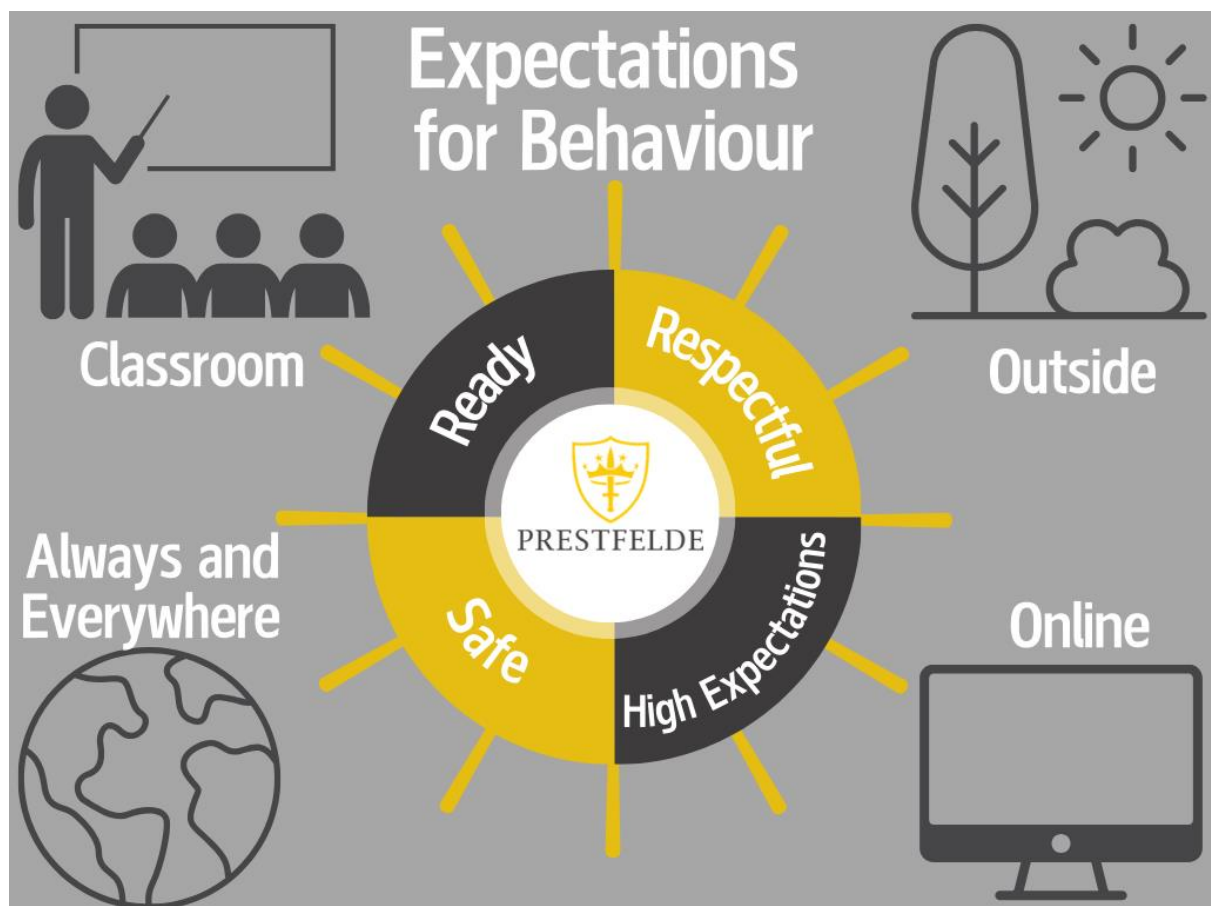 Expectations
for Behaviour
Classroom
Outside
Ready
Respectful
PRESTFELDE
Safe
High Expectations
Always and
Everywhere
Online